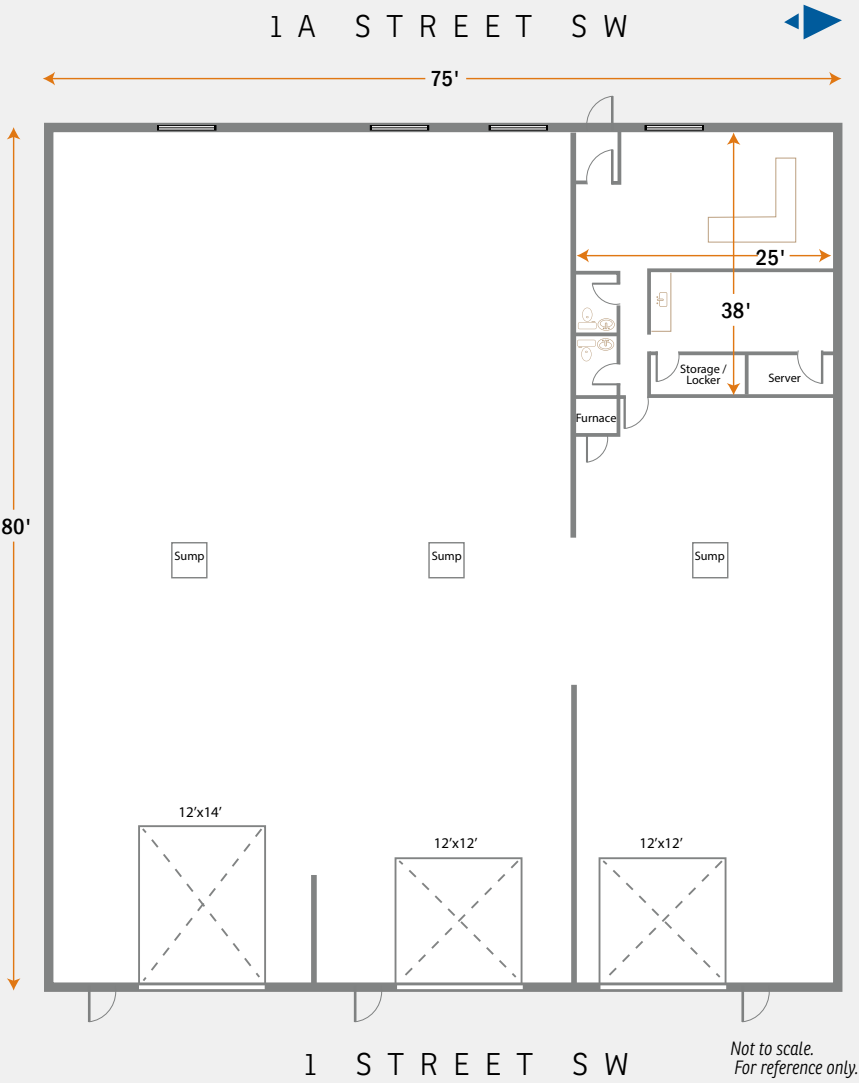 1A STREET SW
75'
25'
38'
Storage /
Locker
Server
Furnace
80'
Sump
Sump
Sump
12'x14'
12'x12'
12'x12'
1 STREET SW
Not to scale.
For reference only.